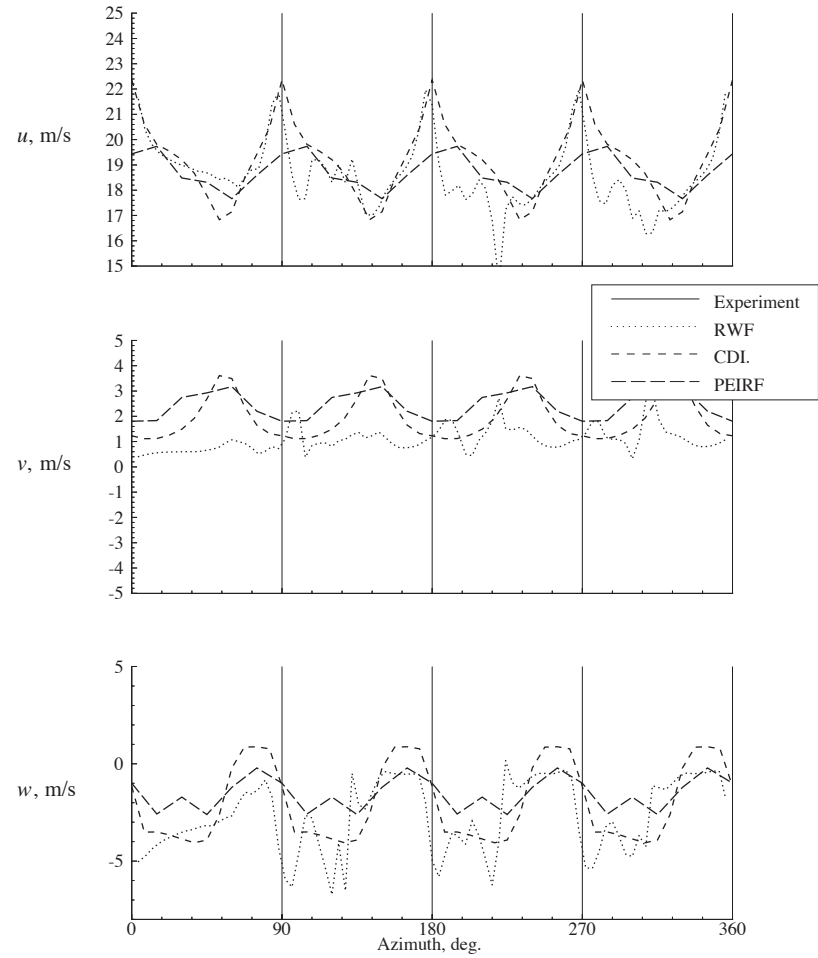 25
24
23
22
21
20
19
18
17
16
15
u, m/s
Experiment
RWF
CDI.
PEIRF
5
4
3
2
1
0
-1
-2
-3
-4
-5
v, m/s
5
0
-5
w, m/s
0 90 180 270 360
Azimuth, deg.